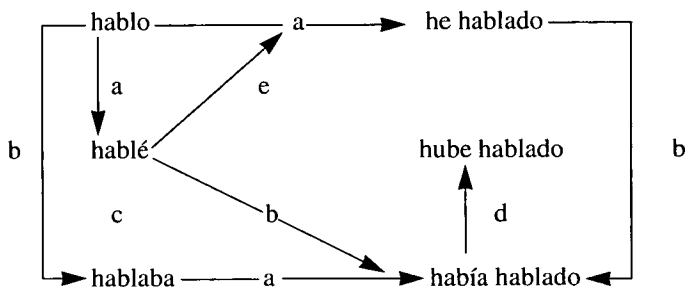 hablo a he hablado
a e
b hablé hube hablado b
c b d
hablaba a había hablado